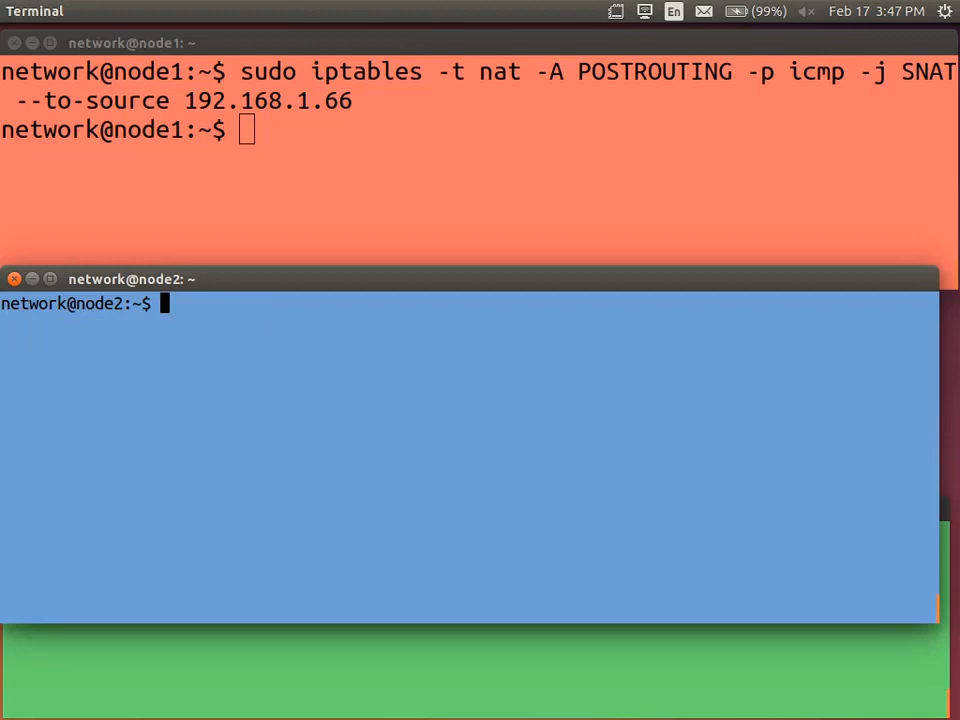 Terminal
En
(99%)
Feb 17 3:47 PM
network@node1: ~
network@node1:~$ sudo iptables -t nat -A POSTROUTING -p icmp -j SNAT
--to-source 192.168.1.66
network@node1:~$
network@node2: ~
network@node2:~$